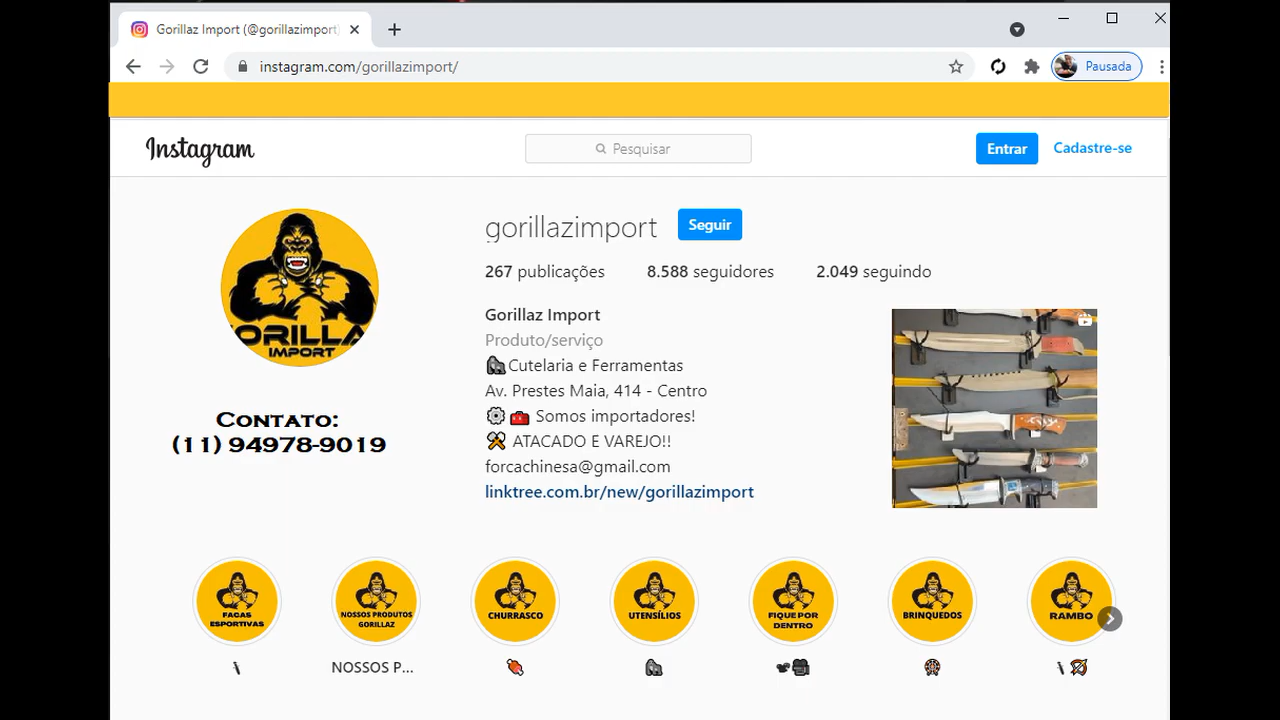 Gorillaz Import (@gorillazimport)
instagram.com/gorillazimport/
Pausada
Instagram
Pesquisar
Entrar
Cadastre-se
gorillazimport
Seguir
267 publicações
8.588 seguidores
2.049 seguindo
GORILLA
IMPORT
Contato:
(11) 94978-9019
Gorillaz Import
Produto/serviço
🦍Cutelaria e Ferramentas
Av. Prestes Maia, 414 - Centro
⚙️🧰 Somos importadores!
⚒️ ATACADO E VAREJO!!
forcachinesa@gmail.com
linktree.com.br/new/gorillazimport
FACAS
ESPORTIVAS
NOSSOS PRODUTOS
GORILLAZ
CHURRASCO
UTENSÍLIOS
FIQUE POR
DENTRO
BRINQUEDOS
RAMBO
NOSSOS P...